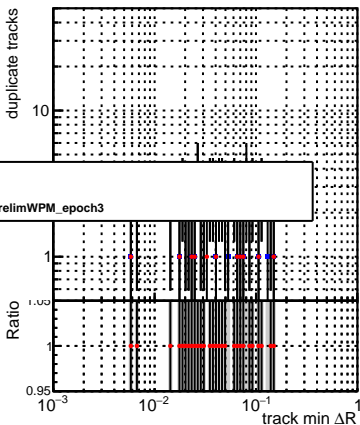 duplicate tracks
10
relimWPM_epoch3
1
Ratio
1.05
1
0.95
10⁻³
10⁻²
10⁻¹
1
track min ΔR